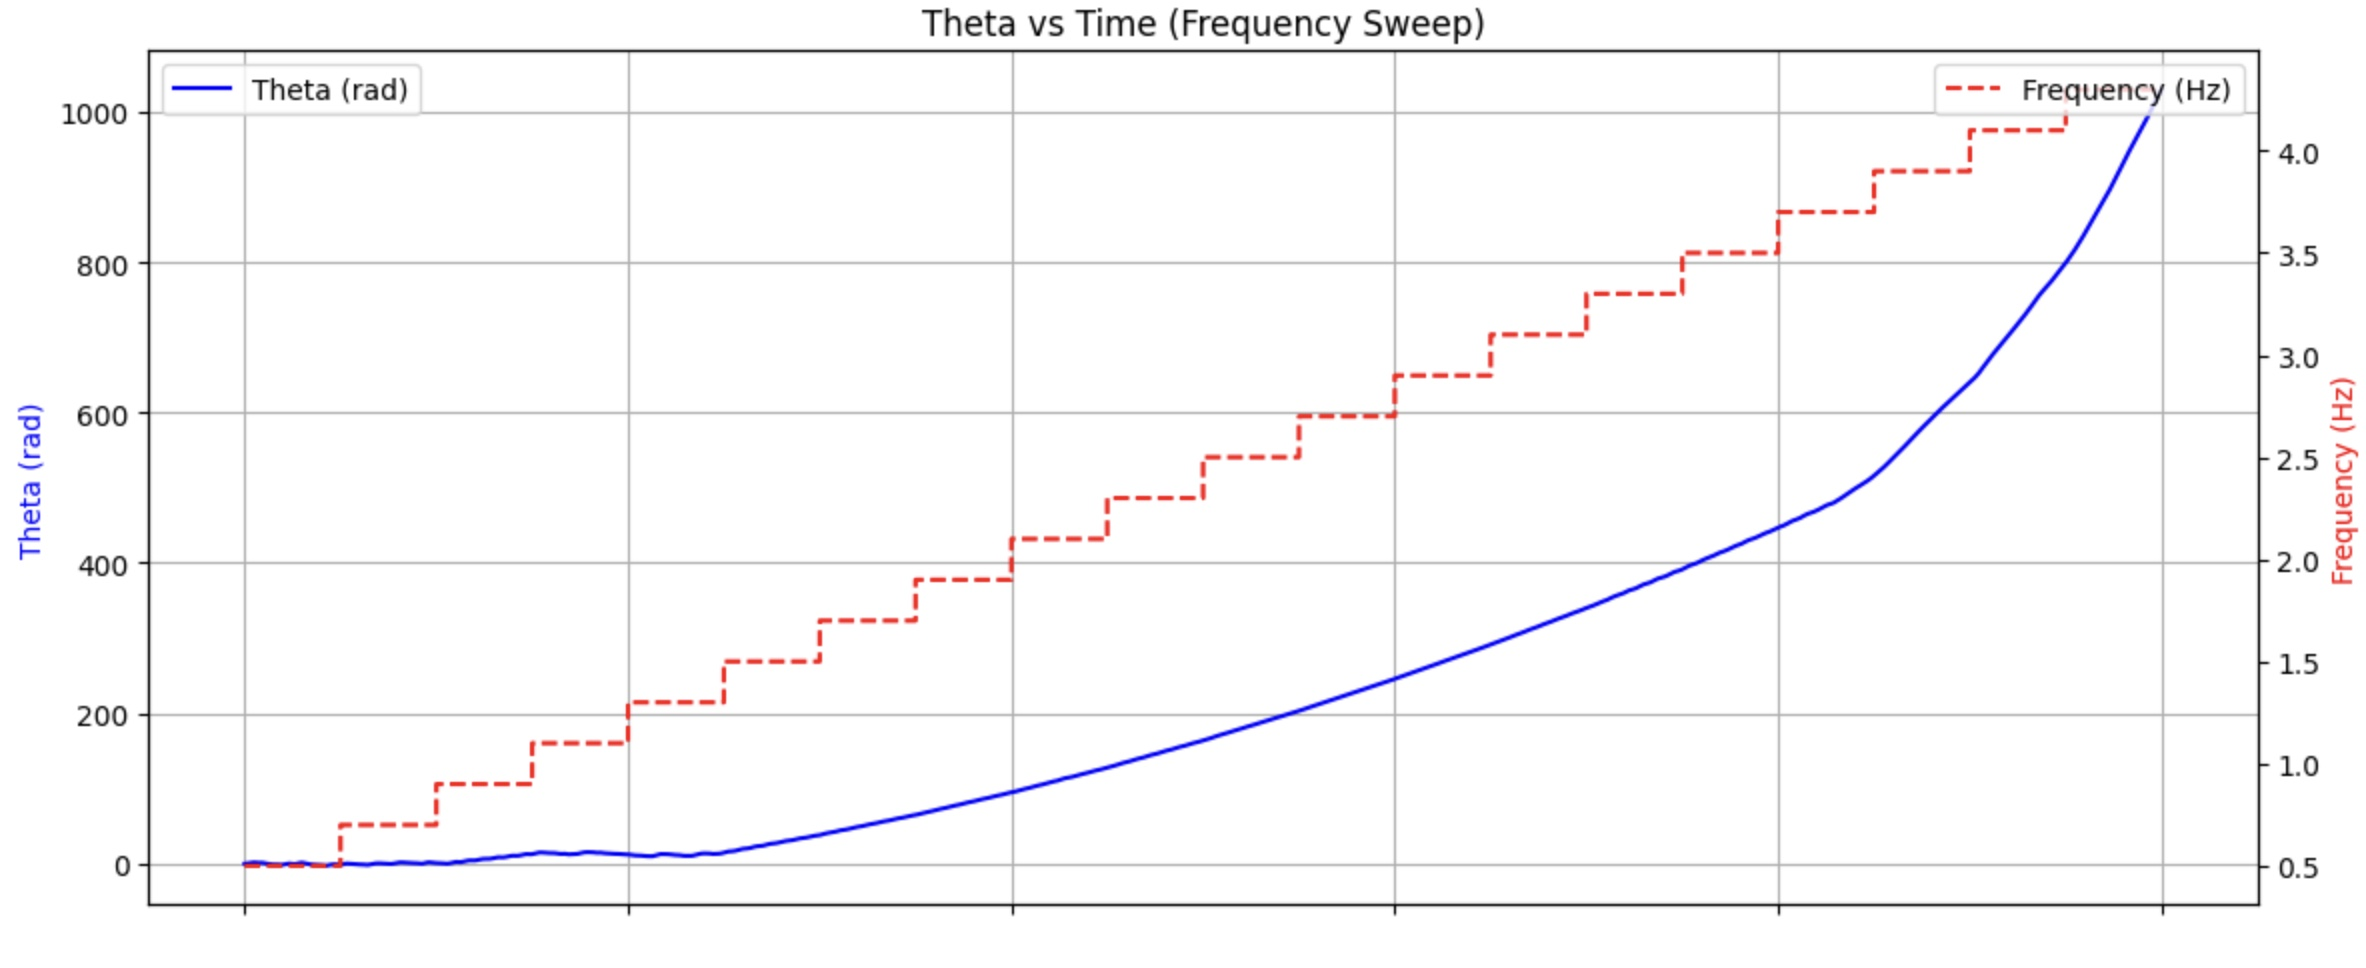 Theta vs Time (Frequency Sweep)
Theta (rad)
Frequency (Hz)
1000
800
600
400
200
0
Theta (rad)
4.0
3.5
3.0
2.5
2.0
1.5
1.0
0.5
Frequency (Hz)